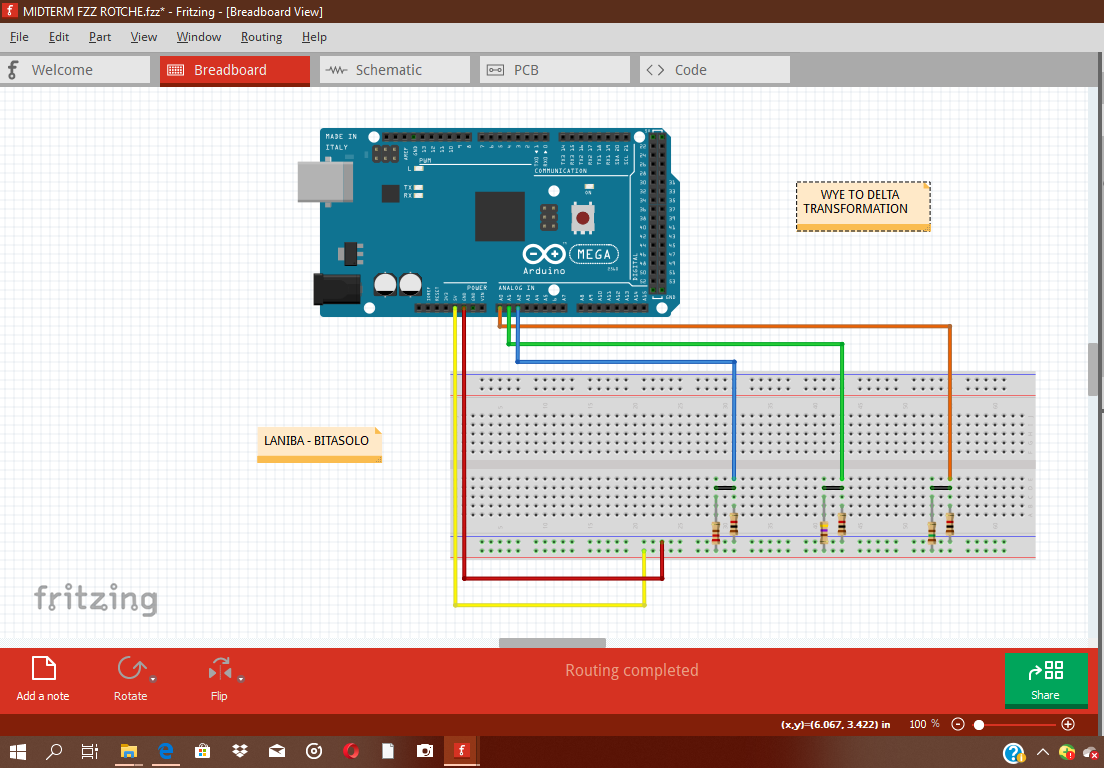 MIDTERM FZZ ROTCHE.fzz* - Fritzing - [Breadboard View]
File Edit Part View Window Routing Help
Welcome Breadboard Schematic PCB Code
MADE IN
ITALY
PWM
COMMUNICATION
L
TX
RX
ON
MEGA
Arduino
DIGITAL
POWER ANALOG IN
GND
WYE TO DELTA
TRANSFORMATION
LANIBA - BITASOLO
fritzing
Routing completed
Add a note Rotate Flip Share
(x,y)=(6.067, 3.422) in 100 %